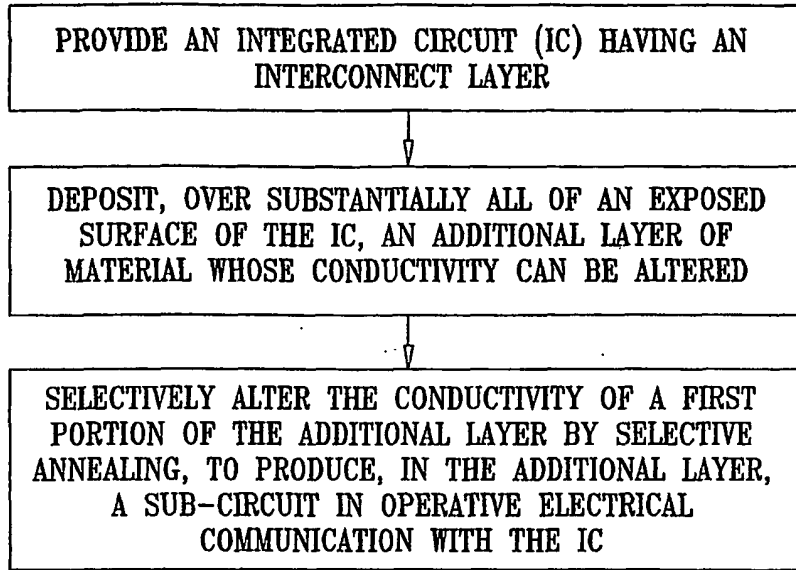 PROVIDE AN INTEGRATED CIRCUIT (IC) HAVING AN
INTERCONNECT LAYER
DEPOSIT, OVER SUBSTANTIALLY ALL OF AN EXPOSED
SURFACE OF THE IC, AN ADDITIONAL LAYER OF
MATERIAL WHOSE CONDUCTIVITY CAN BE ALTERED
SELECTIVELY ALTER THE CONDUCTIVITY OF A FIRST
PORTION OF THE ADDITIONAL LAYER BY SELECTIVE
ANNEALING, TO PRODUCE, IN THE ADDITIONAL LAYER,
A SUB-CIRCUIT IN OPERATIVE ELECTRICAL
COMMUNICATION WITH THE IC